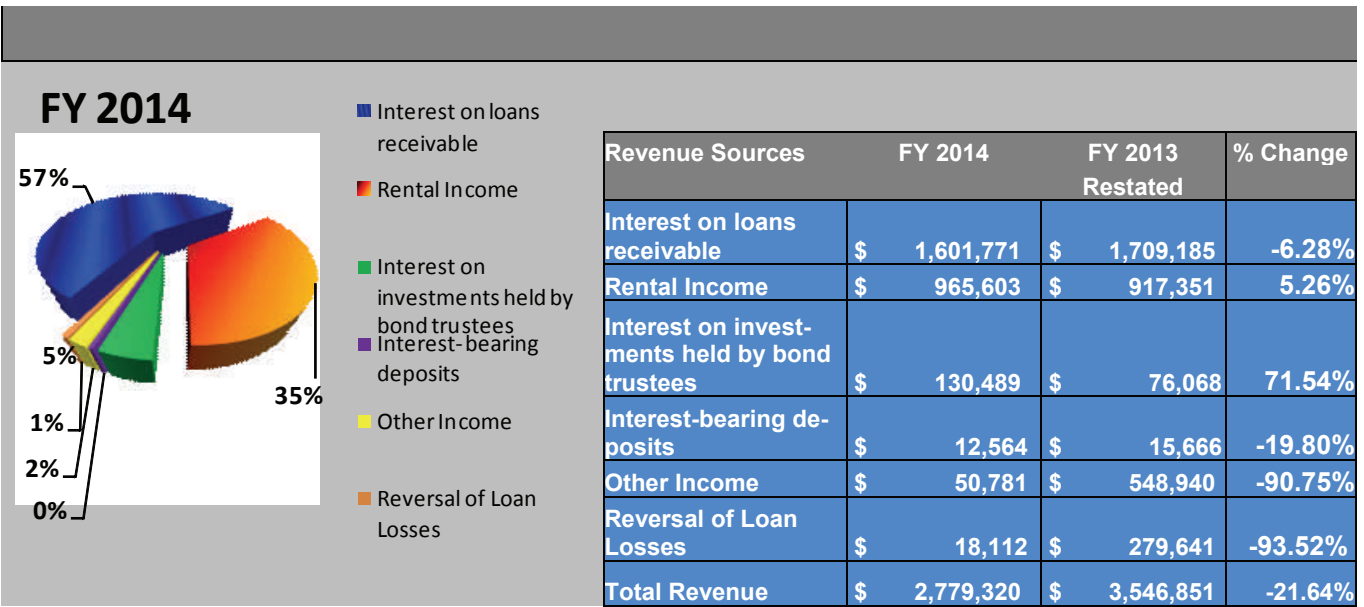 FY 2014
57%
5%
1%
2%
0%
35%
Interest on loans
receivable
Rental Income
Interest on
investments held by
bond trustees
Interest-bearing
deposits
Other Income
Reversal of Loan
Losses
Revenue Sources FY 2014 FY 2013 % Change
Restated
Interest on loans
receivable $ 1,601,771 $ 1,709,185 -6.28%
Rental Income $ 965,603 $ 917,351 5.26%
Interest on invest-
ments held by bond
trustees $ 130,489 $ 76,068 71.54%
Interest-bearing de-
posits $ 12,564 $ 15,666 -19.80%
Other Income $ 50,781 $ 548,940 -90.75%
Reversal of Loan
Losses $ 18,112 $ 279,641 -93.52%
Total Revenue $ 2,779,320 $ 3,546,851 -21.64%